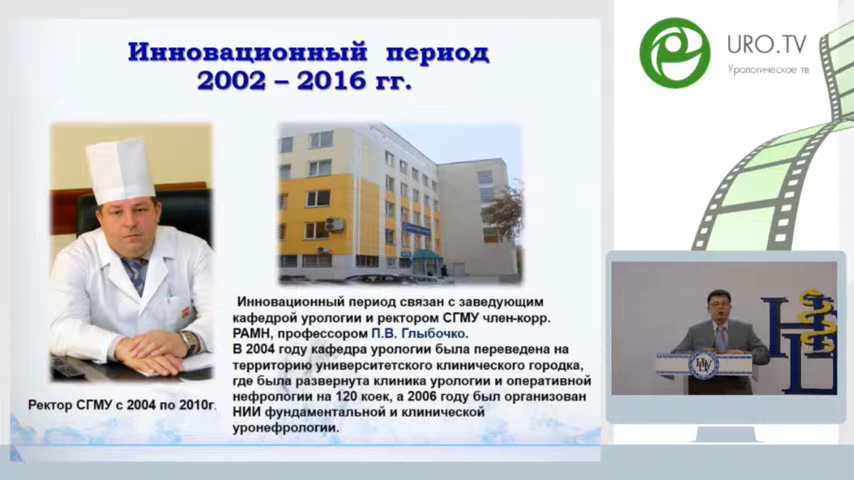 Инновационный период
2002 – 2016 гг.
Инновационный период связан с заведующим
кафедрой урологии и ректором СГМУ член-корр.
РАМН, профессором П.В. Глыбочко.
В 2004 году кафедра урологии была переведена на
территорию университетского клинического городка,
где была развернута клиника урологии и оперативной
нефрологии на 120 коек, а 2006 году был организован
НИИ фундаментальной и клинической
уронефрологии.
Ректор СГМУ с 2004 по 2010г.
URO.TV
Урологическое тв